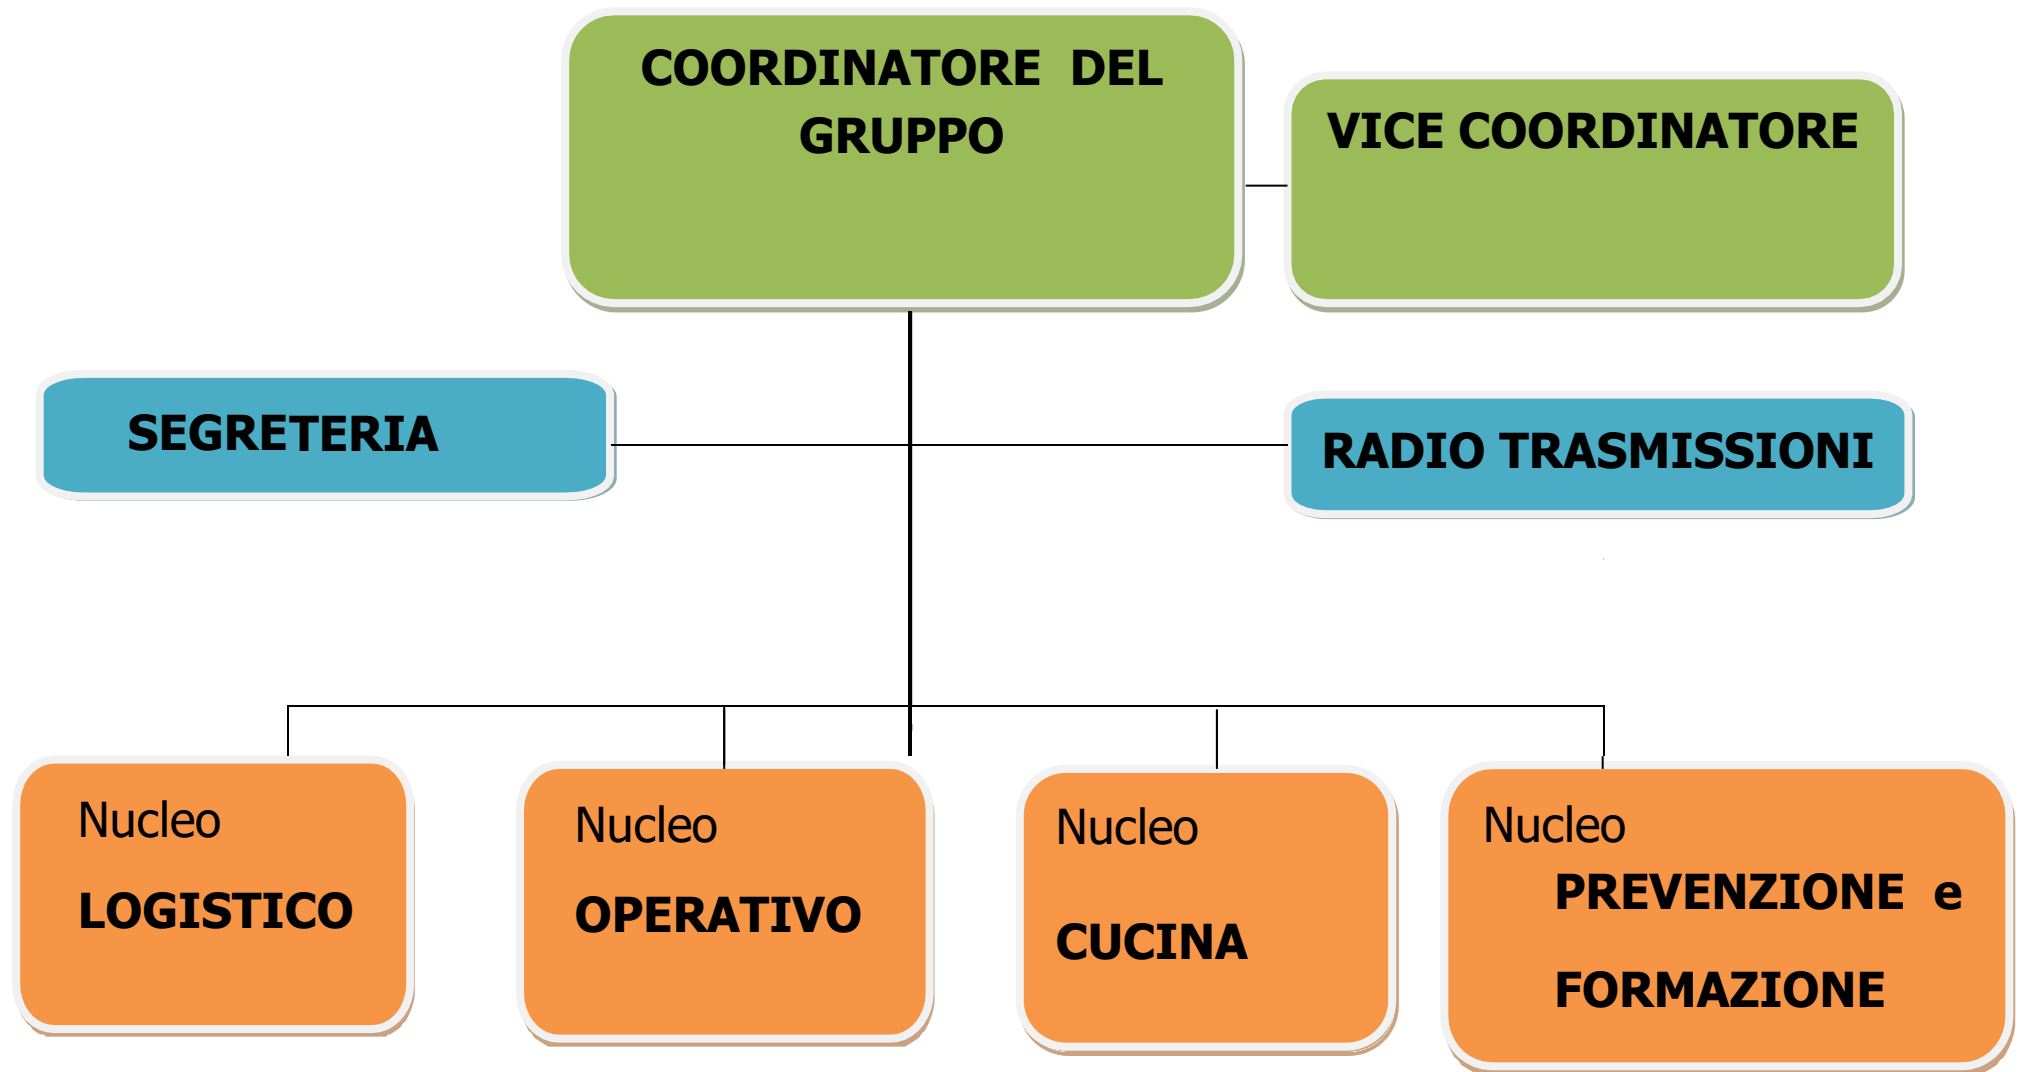 COORDINATORE DEL
GRUPPO
VICE COORDINATORE
SEGRETERIA
RADIO TRASMISSIONI
Nucleo
LOGISTICO
Nucleo
OPERATIVO
Nucleo
CUCINA
Nucleo
PREVENZIONE e
FORMAZIONE